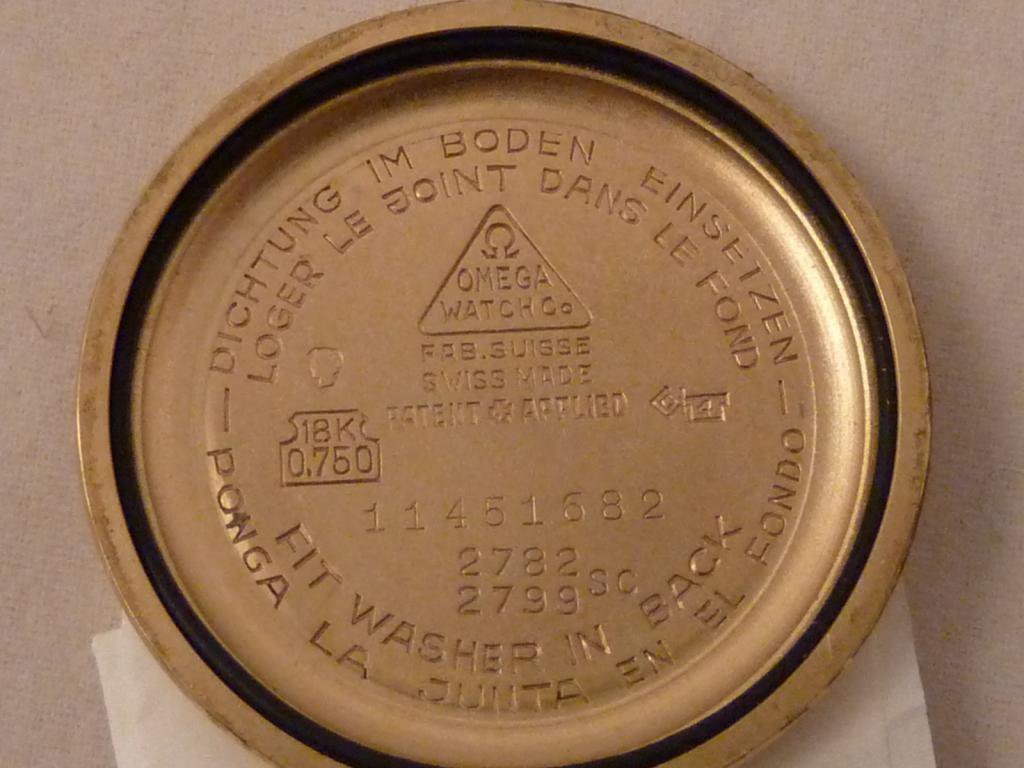 DICHTUNG IM BODEN EINSETZEN
LOGER LE JOINT DANS LE FOND
Ω
OMEGA
WATCH Co
FAB. SUISSE
SWISS MADE
PATENT ✚ APPLIED
4
18K
0,750
11451682
2782
2799 SC
FIT WASHER IN BACK
PONGA LA JUNTA EN EL FONDO